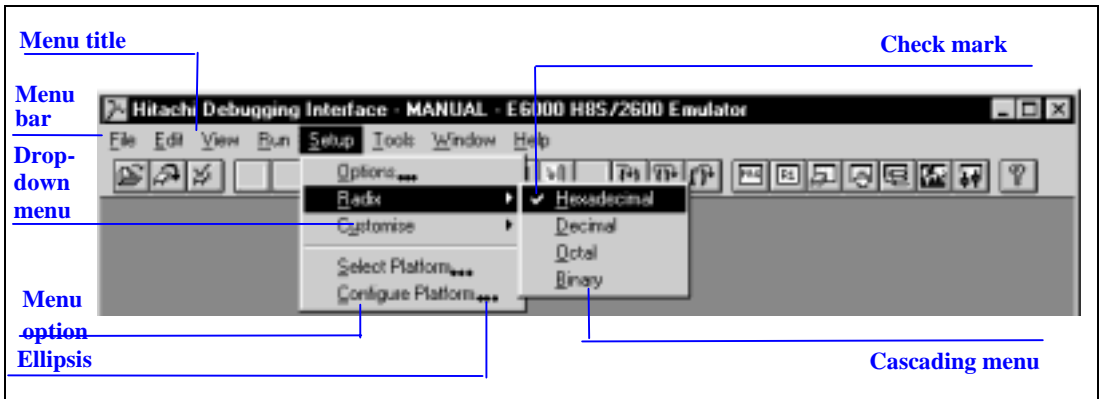 Menu title
Check mark
Menu bar
Hitachi Debugging Interface - MANUAL - E6000 H8S/2600 Emulator
File Edit View Run Setup Tools Window Help
Drop-down menu
Options...
Radix
Customise
Select Platform...
Configure Platform...
Hexadecimal
Decimal
Octal
Binary
Menu option
Ellipsis
Cascading menu